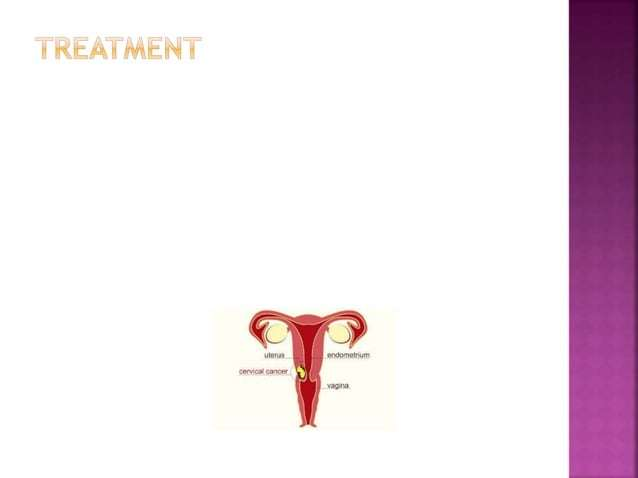 TREATMENT
uterus endometrium
cervical cancer
vagina